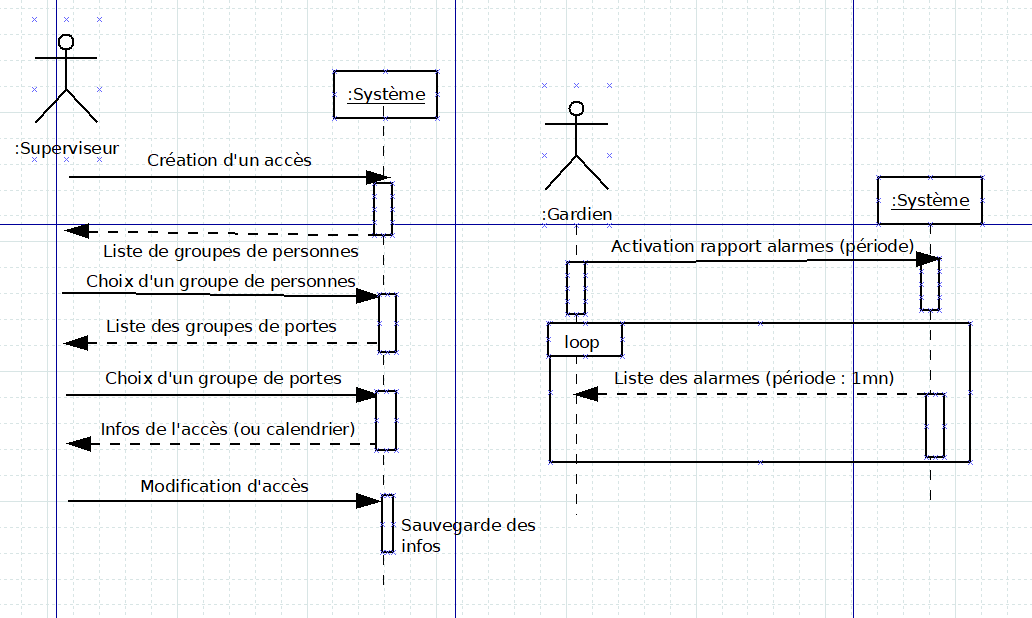 :Superviseur
:Système
Création d'un accès
Liste de groupes de personnes
Choix d'un groupe de personnes
Liste des groupes de portes
Choix d'un groupe de portes
Infos de l'accès (ou calendrier)
Modification d'accès
Sauvegarde des
infos
:Gardien
:Système
Activation rapport alarmes (période)
loop
Liste des alarmes (période : 1mn)